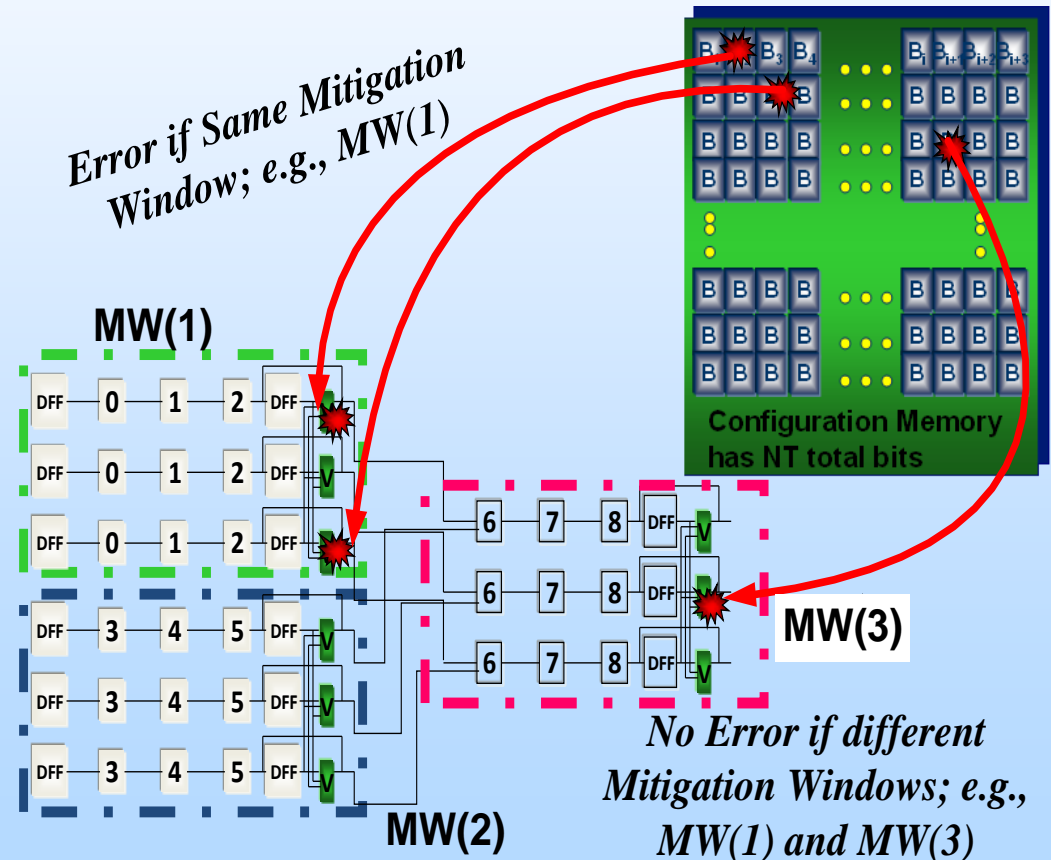 Error if Same Mitigation
Window; e.g., MW(1)
B B₃ B₄ Bᵢ Bᵢ₊₁ Bᵢ₊₂ Bᵢ₊₃
B B B B B B B
B B B B B B B
B B B B B B B B
B B B B B B B B
B B B B B B B B
B B B B B B B B
Configuration Memory
has NT total bits
MW(1)
DFF 0 1 2 DFF
DFF 0 1 2 DFF V
DFF 0 1 2 DFF
DFF 3 4 5 DFF V
DFF 3 4 5 DFF V
DFF 3 4 5 DFF V
MW(2)
6 7 8 DFF V
6 7 8 DFF
6 7 8 DFF V
MW(3)
No Error if different
Mitigation Windows; e.g.,
MW(1) and MW(3)